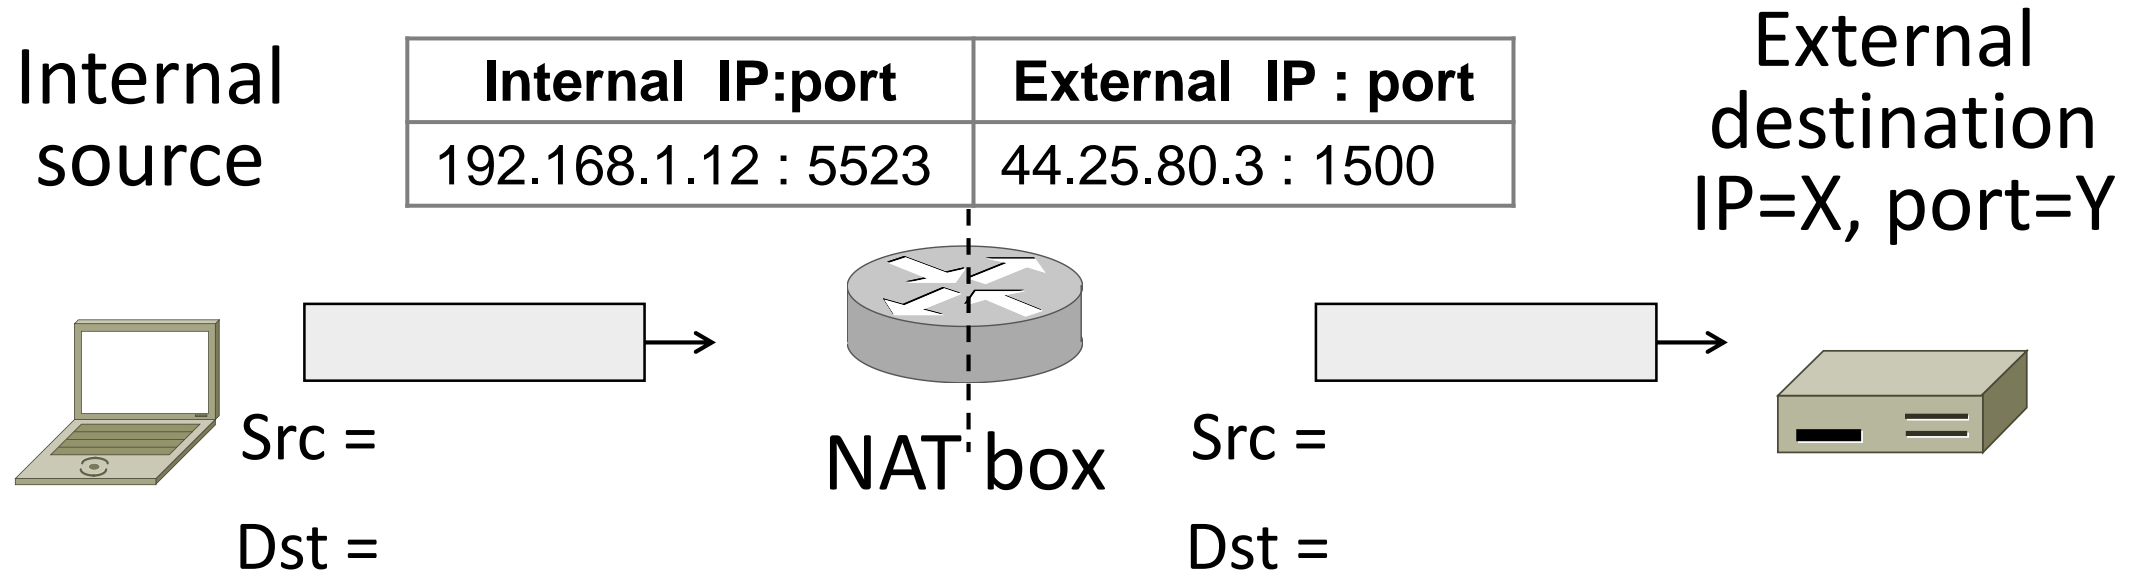 Internal
source
Internal IP:port
External IP : port
192.168.1.12 : 5523
44.25.80.3 : 1500
External
destination
IP=X, port=Y
Src =
Dst =
NAT box
Src =
Dst =